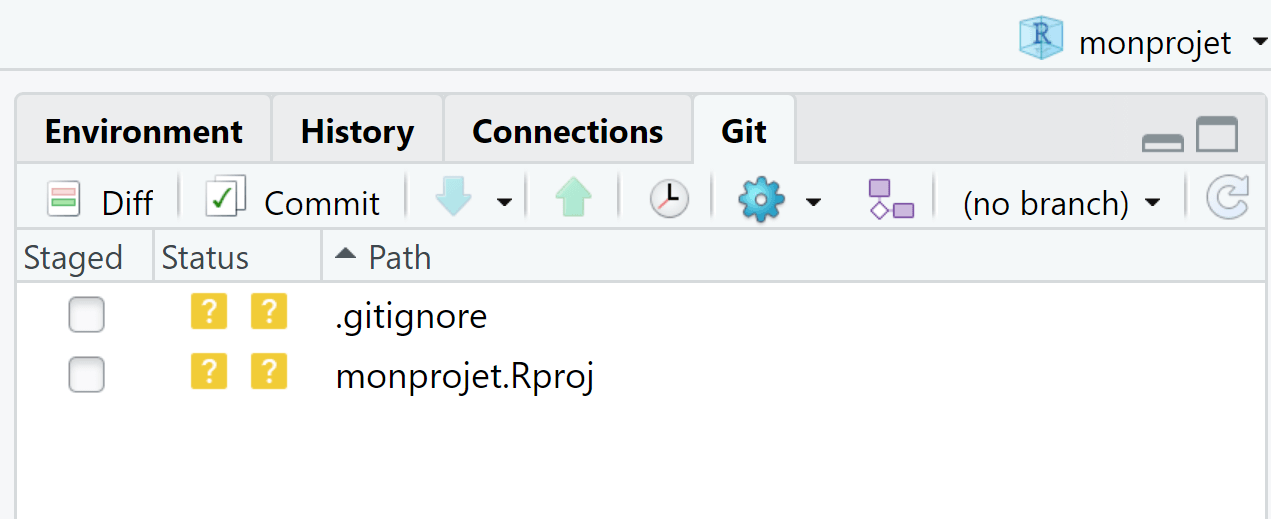 monprojet
Environment History Connections Git
Diff Commit (no branch)
Staged Status Path
? ? .gitignore
? ? monprojet.Rproj